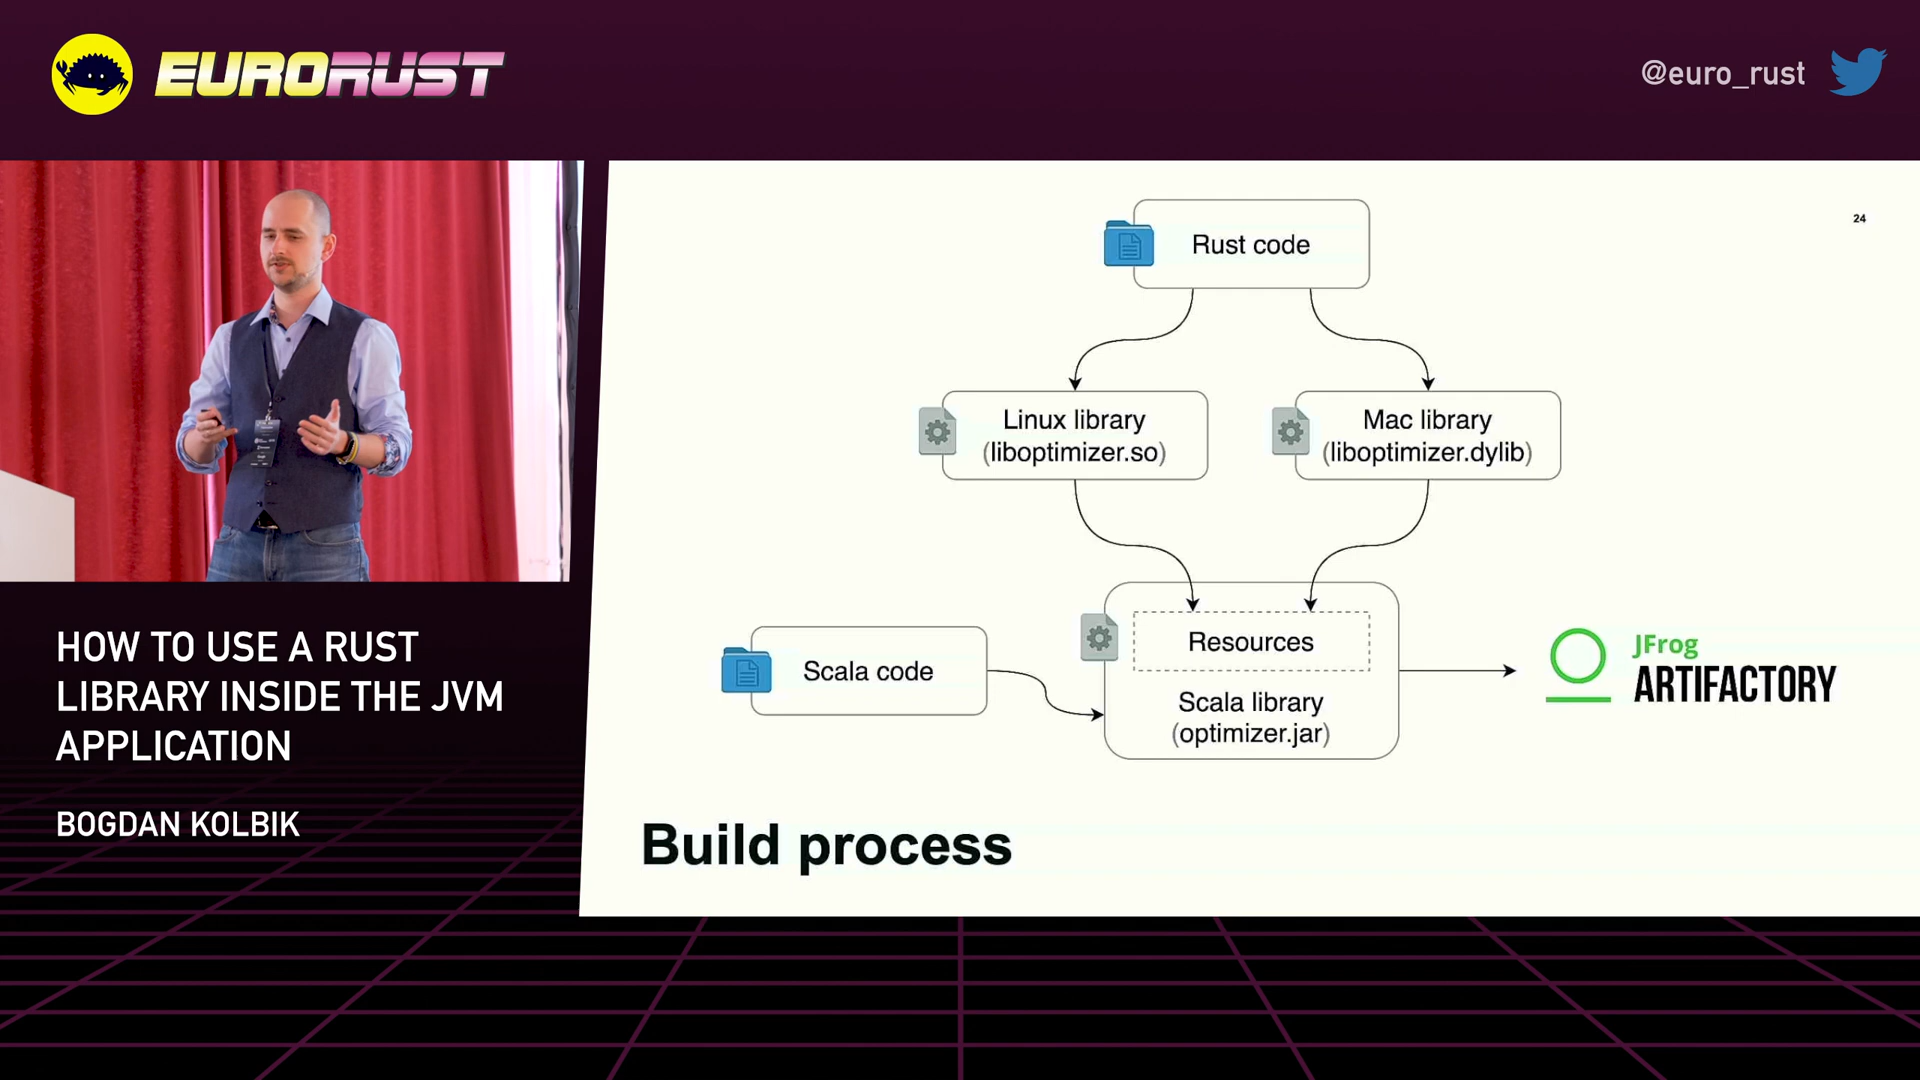 EURORUST
@euro_rust
24
Rust code
Linux library
(liboptimizer.so)
Mac library
(liboptimizer.dylib)
Resources
Scala code
Scala library
(optimizer.jar)
JFrog
ARTIFACTORY
Build process
HOW TO USE A RUST
LIBRARY INSIDE THE JVM
APPLICATION
BOGDAN KOLBIK